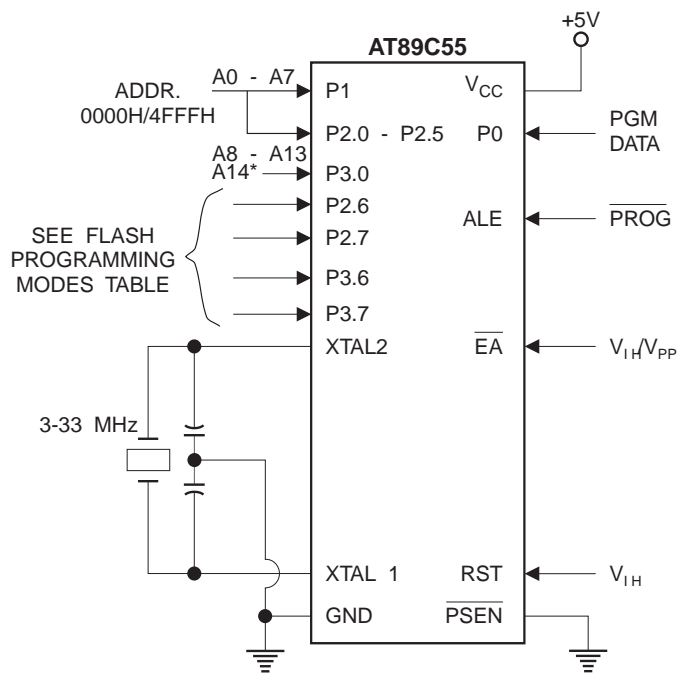 +5V
AT89C55
ADDR.
0000H/4FFFH
A0 - A7
P1
VCC
P2.0 - P2.5
P0
PGM
DATA
A8 - A13
A14*
P3.0
P2.6
ALE
PROG
SEE FLASH
PROGRAMMING
MODES TABLE
P2.7
P3.6
P3.7
XTAL2
EA
VIH/VPP
3-33 MHz
XTAL 1
RST
VIH
GND
PSEN